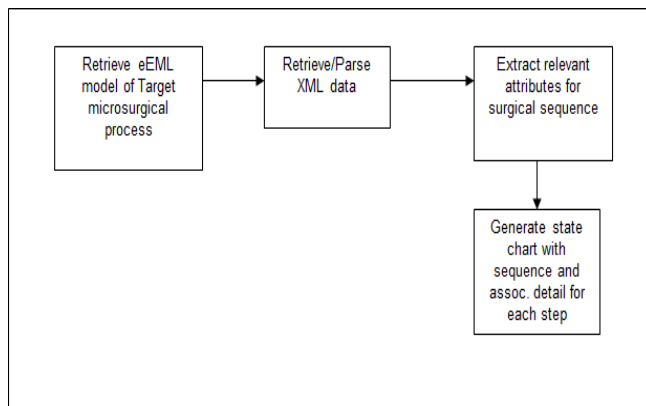 Retrieve eEML
model of Target
microsurgical
process
Retrieve/Parse
XML data
Extract relevant
attributes for
surgical sequence
Generate state
chart with
sequence and
assoc. detail for
each step